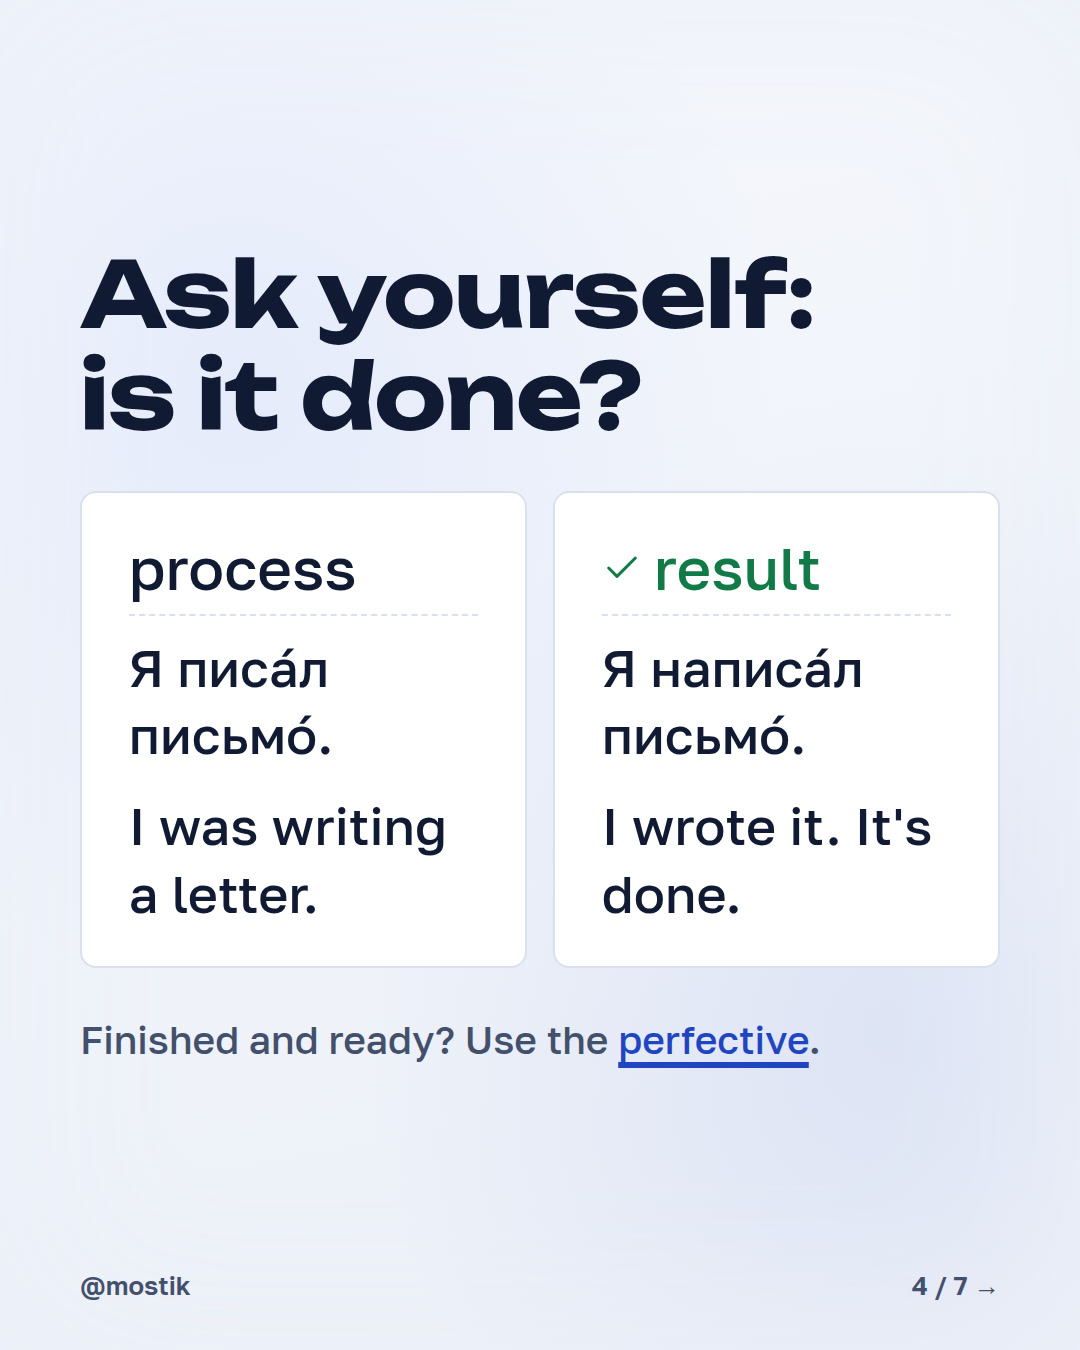 Ask yourself:
is it done?
process
Я писа́л
письмо́.
I was writing
a letter.
✓ result
Я написа́л
письмо́.
I wrote it. It's
done.
Finished and ready? Use the perfective.
@mostik
4 / 7 →